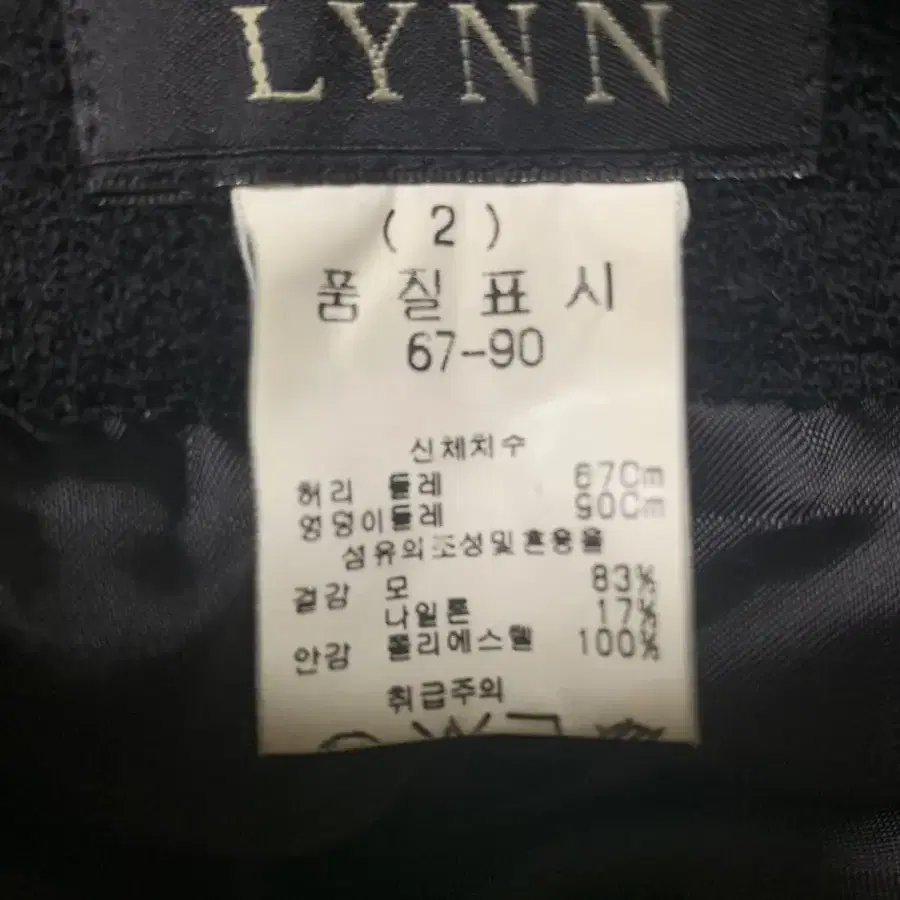 LYNN
( 2 )
품 질 표 시
67-90
신체치수
허리 둘레 67Cm
엉덩이둘레 90Cm
섬유의조성및혼용율
겉감 모 83%
나일론 17%
안감 폴리에스텔 100%
취급주의